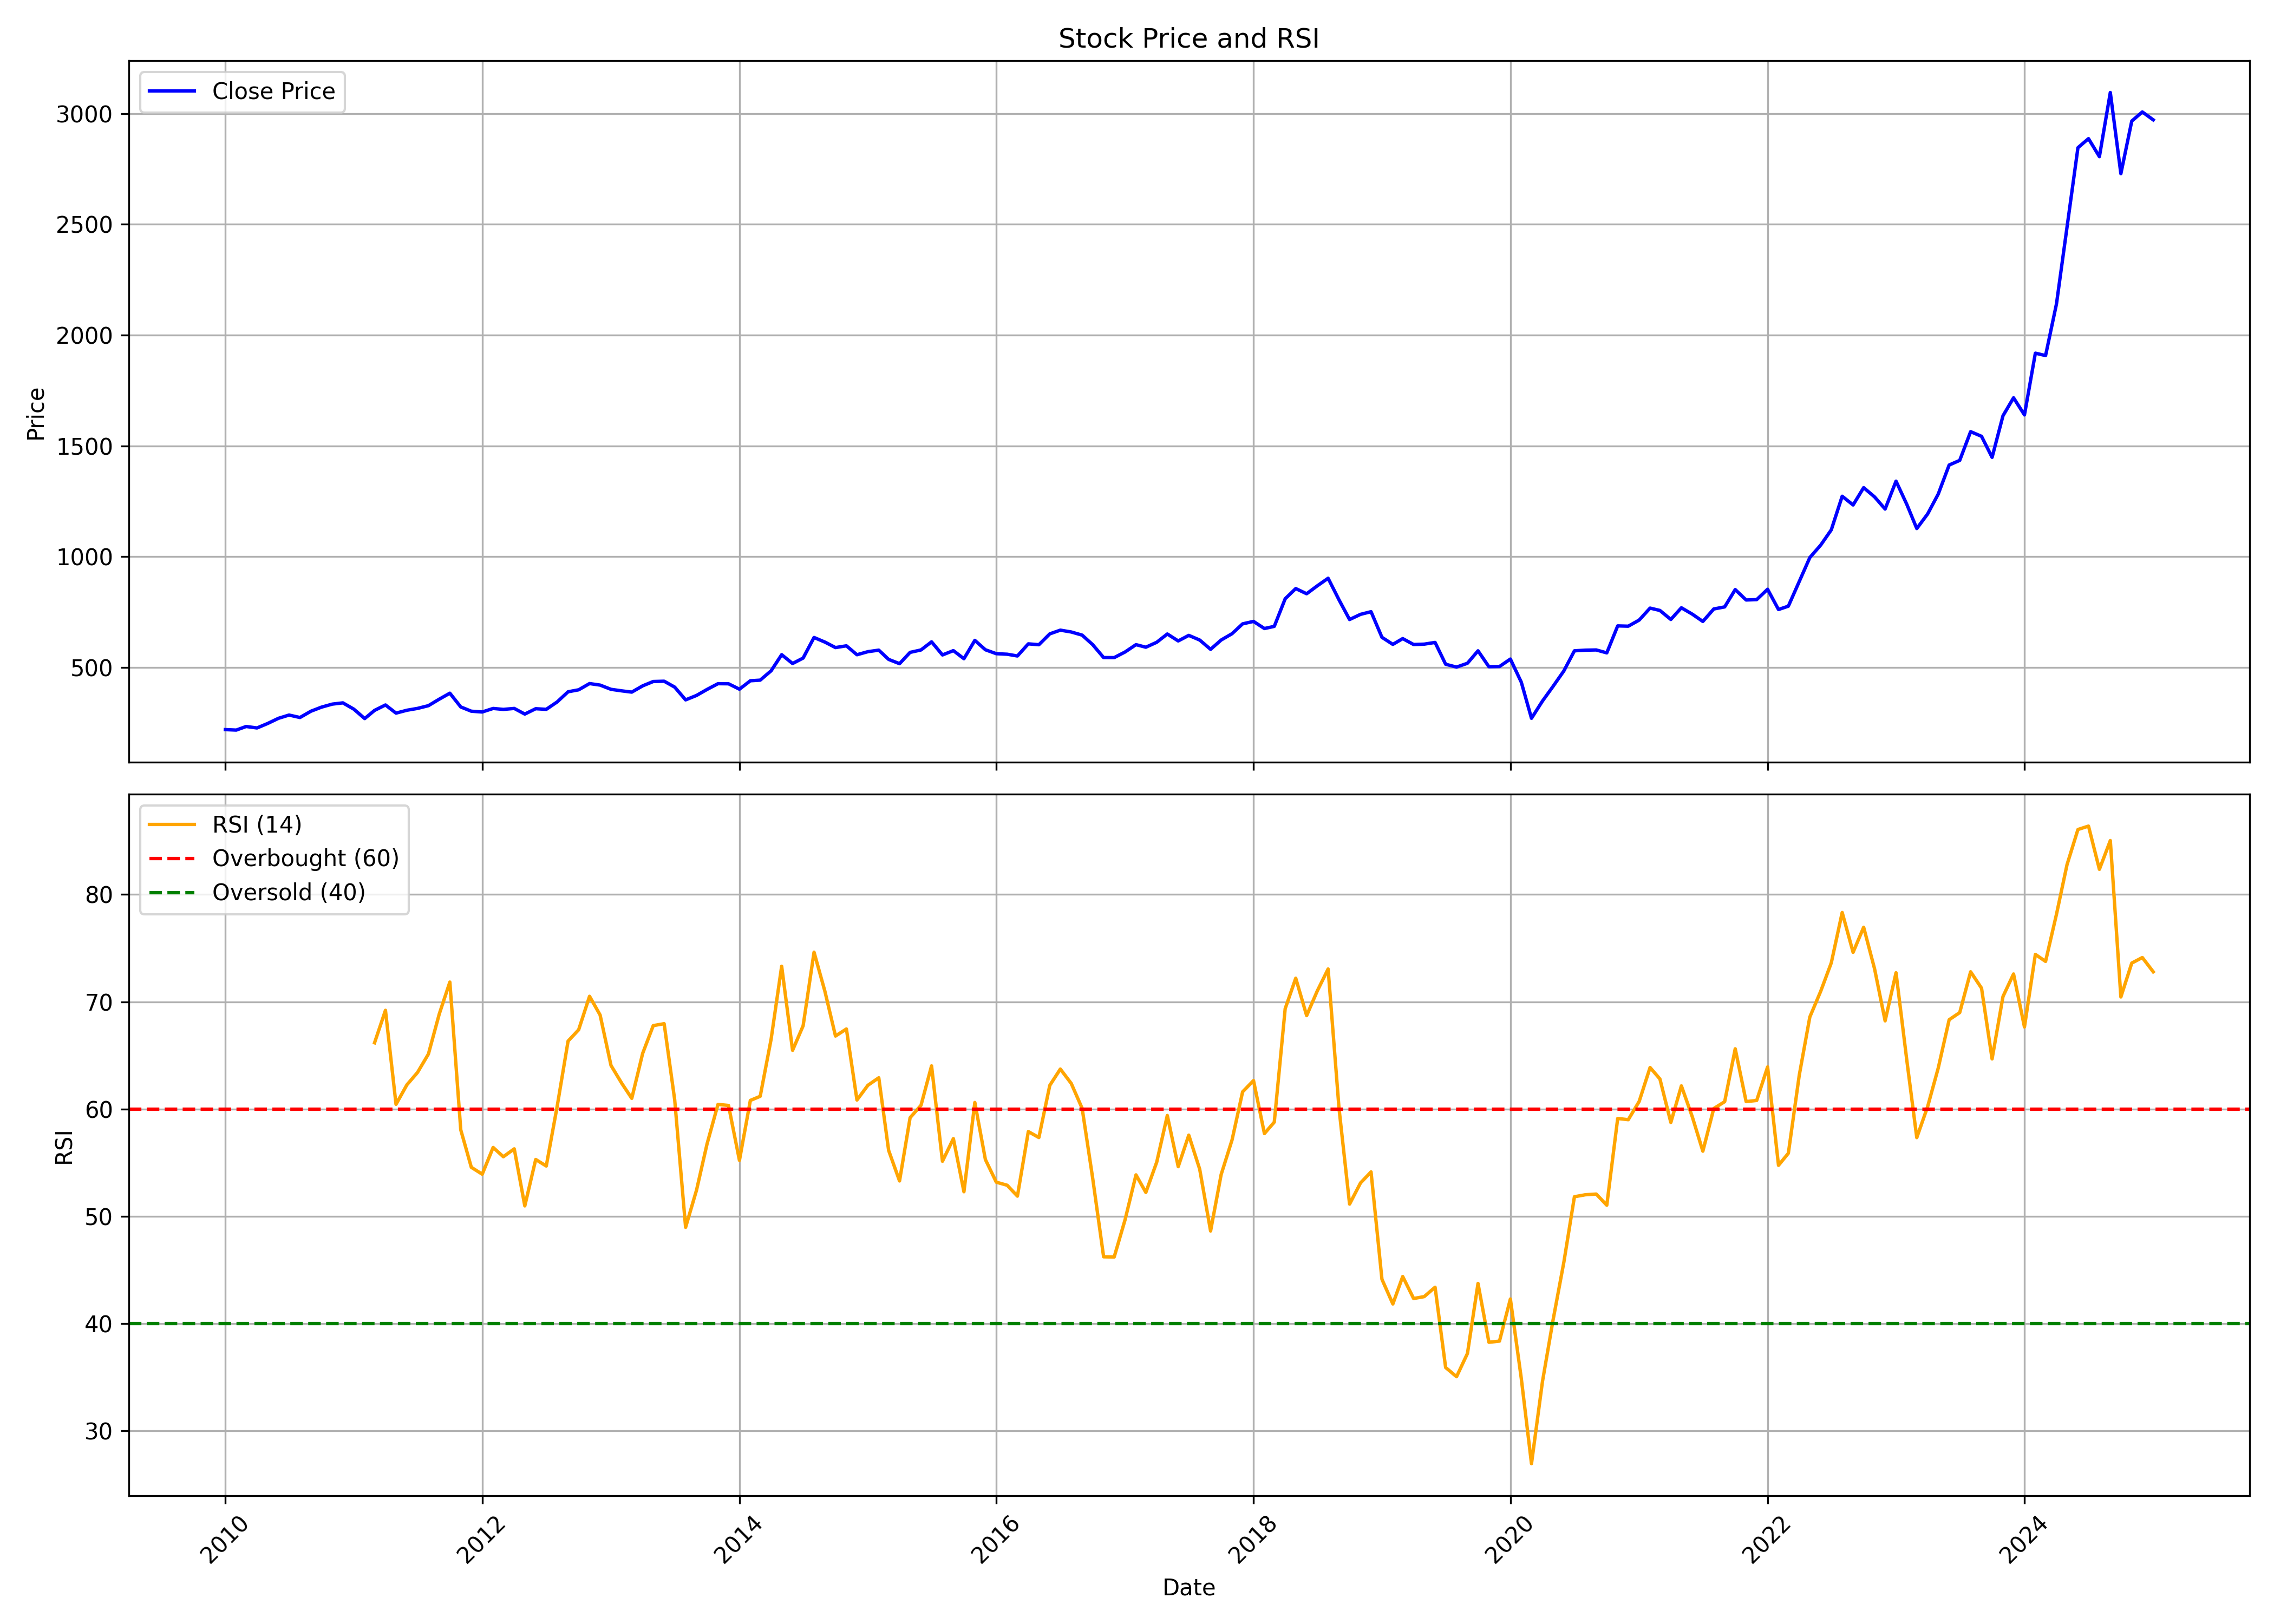 Stock Price and RSI
Close Price
3000
2500
2000
1500
1000
500
Price
RSI (14)
Overbought (60)
Oversold (40)
80
70
60
50
40
30
RSI
2010
2012
2014
2016
2018
2020
2022
2024
Date